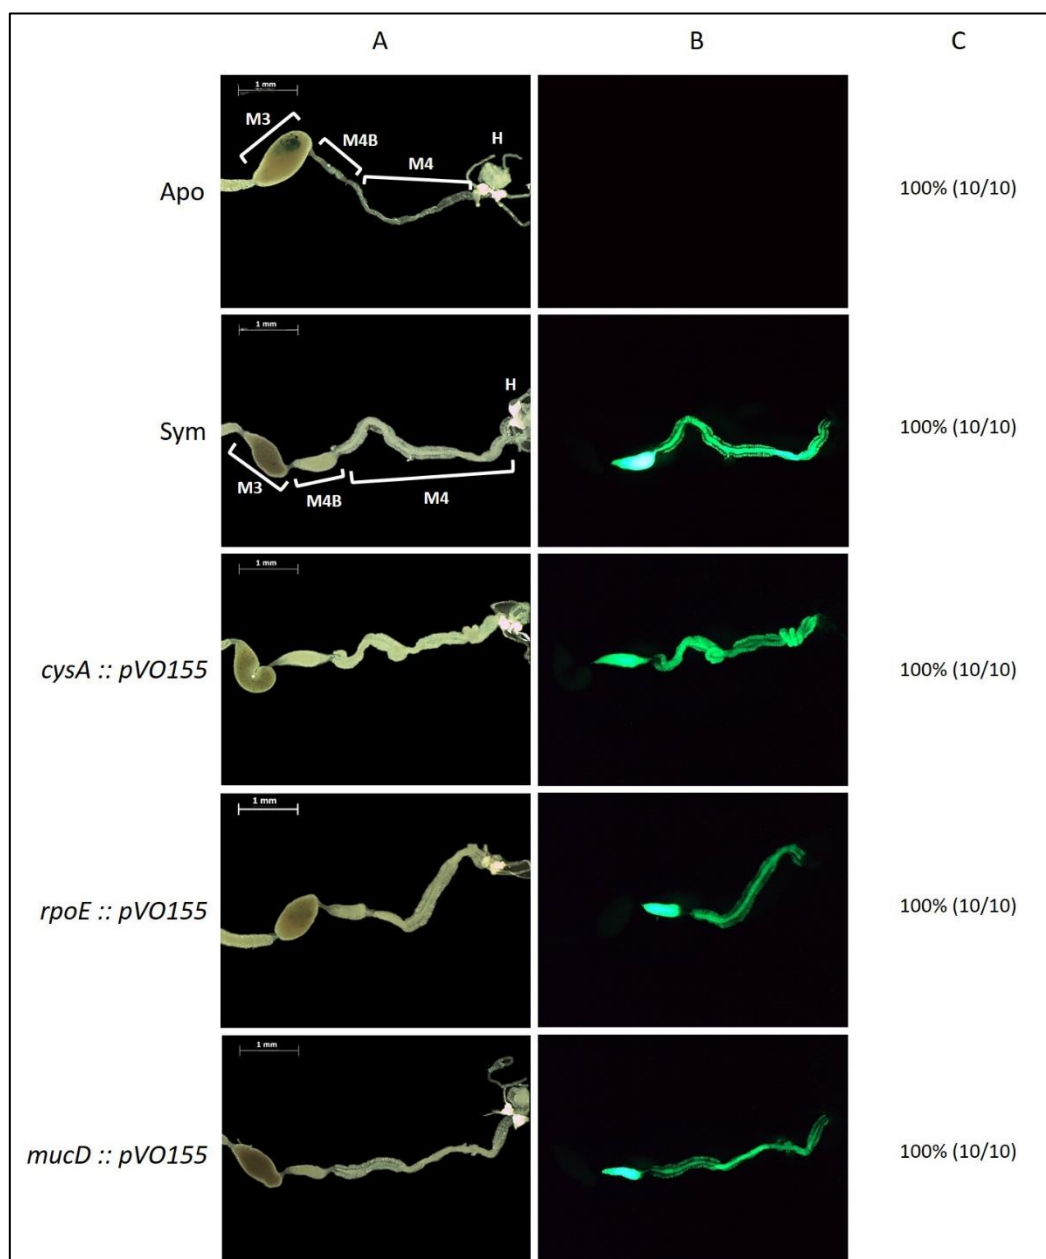 A B C
1 mm
M3
M4B
M4
H
Apo
100% (10/10)
1 mm
H
Sym
100% (10/10)
M3
M4B
M4
1 mm
cysA :: pVO155
100% (10/10)
1 mm
rpoE :: pVO155
100% (10/10)
1 mm
mucD :: pVO155
100% (10/10)